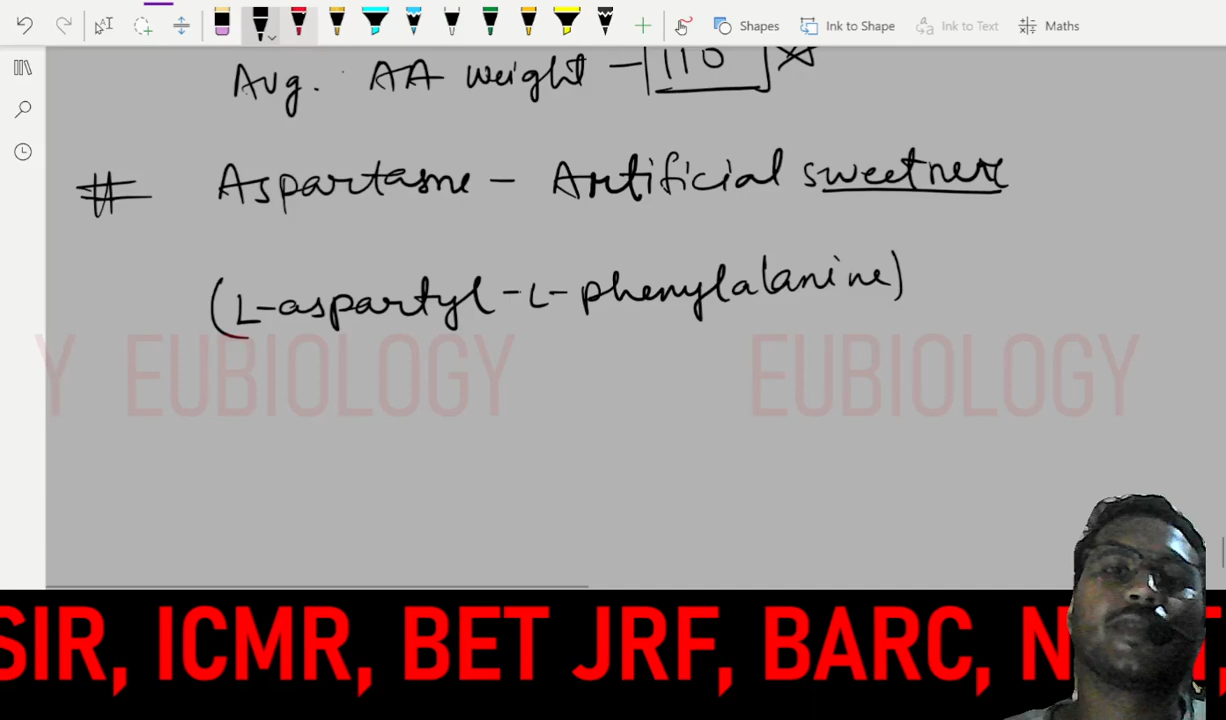 Shapes Ink to Shape Ink to Text Maths
Avg. AA weight - 110
# Aspartasme - Artificial sweetner
(L-aspartyl-L-phenylalanine)
Y EUBIOLOGY EUBIOLOGY
SIR, ICMR, BET JRF, BARC, N